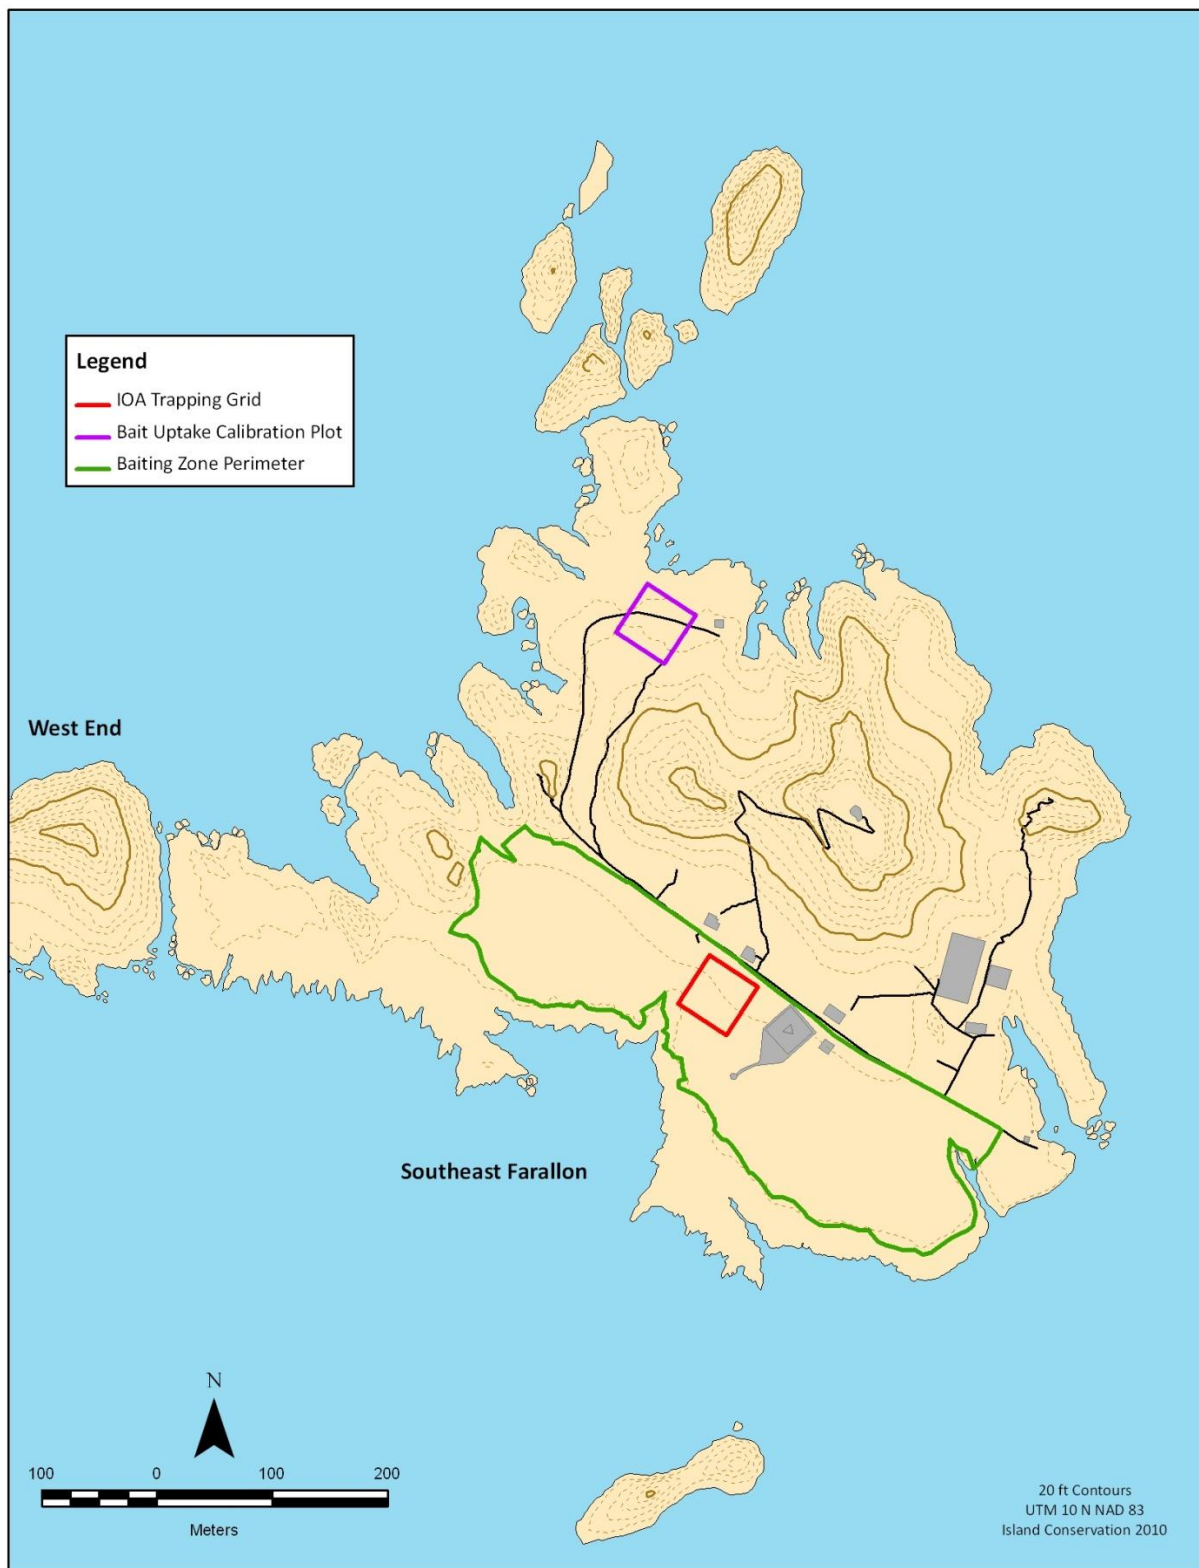 Legend
IOA Trapping Grid
Bait Uptake Calibration Plot
Baiting Zone Perimeter
West End
Southeast Farallon
N
100 0 100 200
Meters
20 ft Contours
UTM 10 N NAD 83
Island Conservation 2010